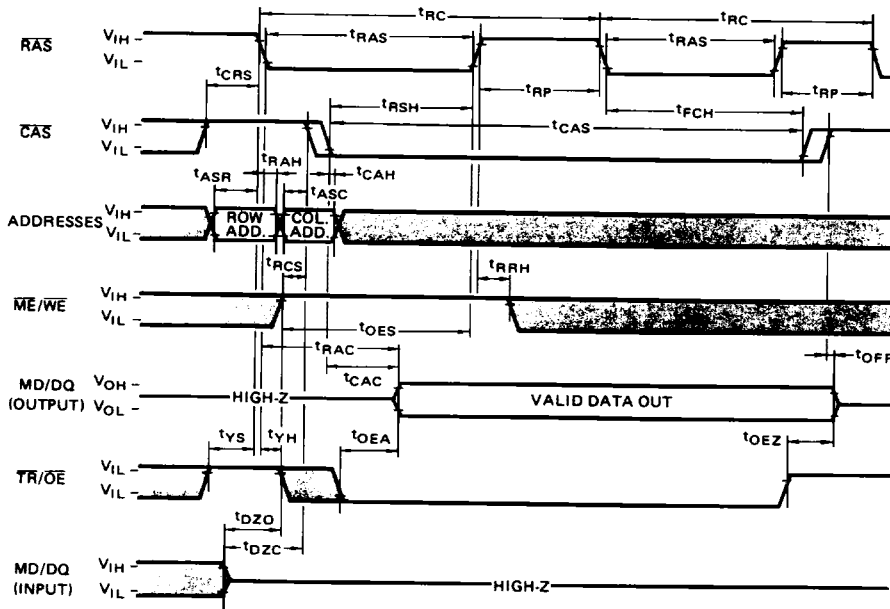 tRC tRC
RAS VIH VIL tRAS tRAS
tCRS tRP tRP
tRSH tFCH
CAS VIH VIL tCAS
tRAH tCAH
tASR tASC
ADDRESSES VIH VIL ROW ADD. COL. ADD.
tRCS tRRH
ME/WE VIH VIL
tOES
tRAC tOFF
tCAC
MD/DQ (OUTPUT) VOH VOL HIGH-Z VALID DATA OUT
tYS tYH tOEA tOEZ
TR/OE VIL VIL
tDZO
tDZC
MD/DQ (INPUT) VIH VIL HIGH-Z